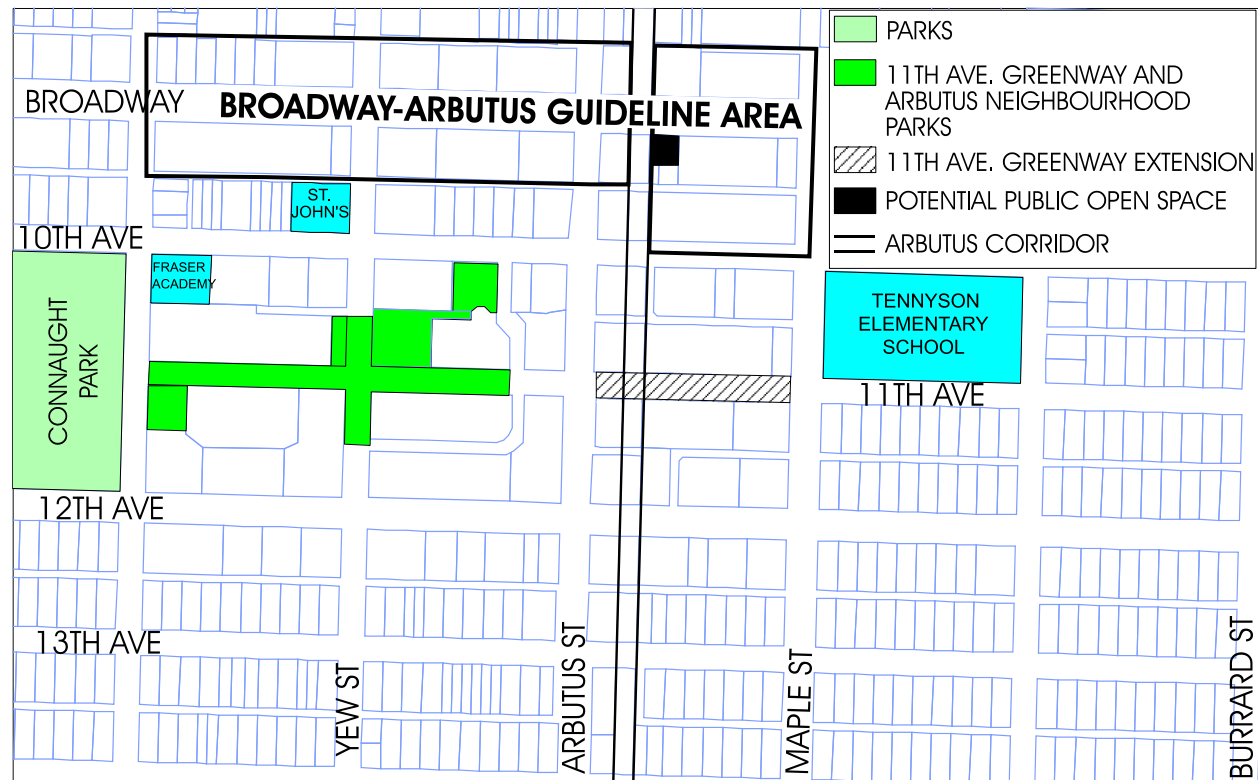 PARKS
11TH AVE. GREENWAY AND
ARBUTUS NEIGHBOURHOOD
PARKS
11TH AVE. GREENWAY EXTENSION
POTENTIAL PUBLIC OPEN SPACE
ARBUTUS CORRIDOR
BROADWAY
BROADWAY-ARBUTUS GUIDELINE AREA
ST.
JOHN'S
10TH AVE
FRASER
ACADEMY
CONNAUGHT
PARK
TENNYSON
ELEMENTARY
SCHOOL
11TH AVE
12TH AVE
13TH AVE
YEW ST
ARBUTUS ST
MAPLE ST
BURRARD ST